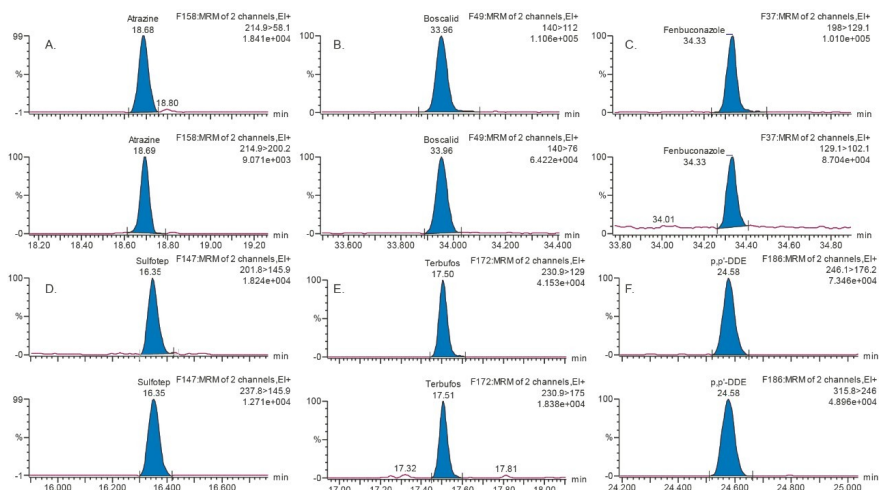 A.
Atrazine
18.68
F158:MRM of 2 channels,EI+
214.9>58.1
1.841e+004
99
%
-1
18.80
min
Atrazine
18.69
F158:MRM of 2 channels,EI+
214.9>200.2
9.071e+003
100
%
-0
min
18.20 18.40 18.60 18.80 19.00 19.20
B.
Boscalid
33.96
F49:MRM of 2 channels,EI+
140>112
1.106e+005
100
%
0
min
Boscalid
33.96
F49:MRM of 2 channels,EI+
140>76
6.422e+004
100
%
-0
min
33.600 33.800 34.000 34.200 34.400
C.
Fenbuconazole
34.33
F37:MRM of 2 channels,EI+
198>129.1
1.010e+005
100
%
0
min
Fenbuconazole
34.33
F37:MRM of 2 channels,EI+
129.1>102.1
8.704e+004
100
%
-0
34.01
min
33.80 34.00 34.20 34.40 34.60 34.80
D.
Sulfotep
16.35
F147:MRM of 2 channels,EI+
201.8>145.9
1.824e+004
100
%
-0
min
Sulfotep
16.35
F147:MRM of 2 channels,EI+
237.8>145.9
1.271e+004
99
%
-1
min
16.000 16.200 16.400 16.600
E.
Terbufos
17.50
F172:MRM of 2 channels,EI+
230.9>129
4.153e+004
100
%
-0
min
Terbufos
17.51
F172:MRM of 2 channels,EI+
230.9>175
1.838e+004
100
%
-0
17.32
17.81
min
17.00 17.20 17.40 17.60 17.80 18.00
F.
p,p'-DDE
24.58
F186:MRM of 2 channels,EI+
246.1>176.2
7.346e+004
100
%
-0
min
p,p'-DDE
24.58
F186:MRM of 2 channels,EI+
315.8>246
4.896e+004
100
%
-0
min
24.200 24.400 24.600 24.800 25.000